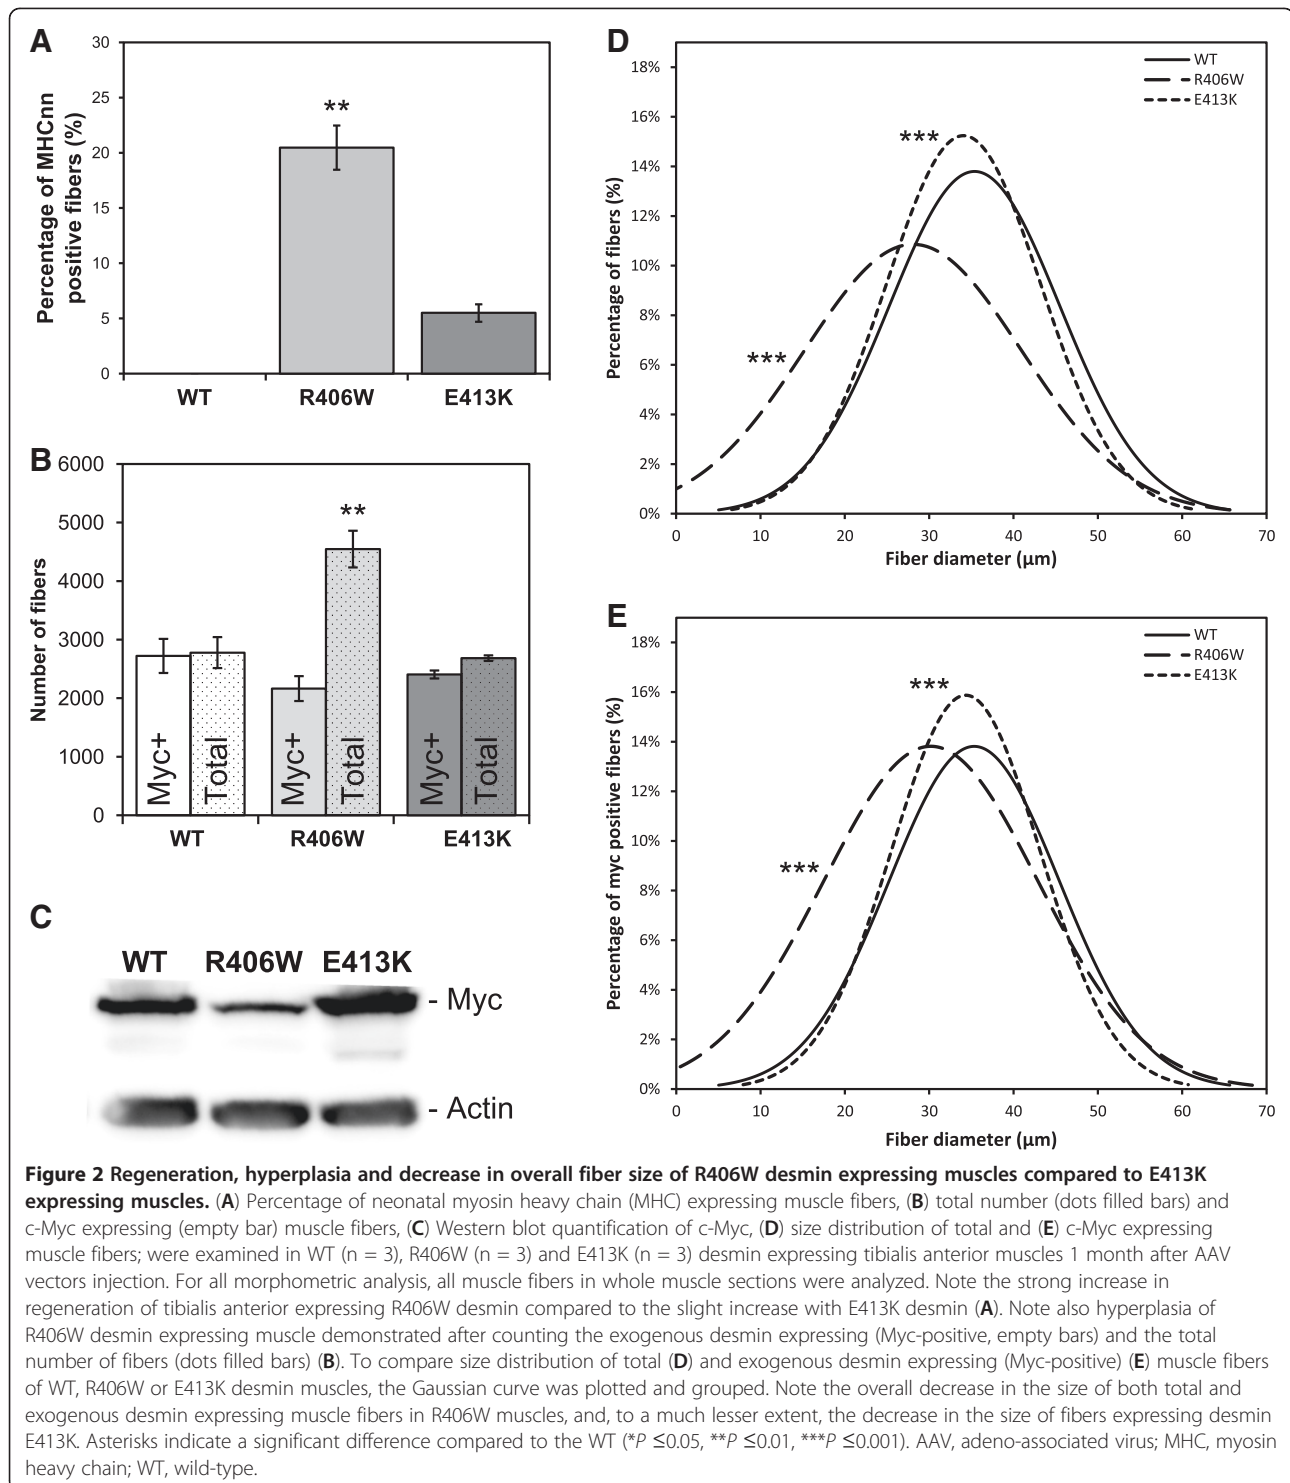 A
Percentage of MHCnn
positive fibers (%)
30
25
20
15
10
5
0
**
WT
R406W
E413K
B
Number of fibers
6000
5000
4000
3000
2000
1000
0
**
Myc+
Total
Myc+
Total
Myc+
Total
WT
R406W
E413K
C
WT R406W E413K
- Myc
- Actin
D
Percentage of fibers (%)
18%
16%
14%
12%
10%
8%
6%
4%
2%
0%
WT
R406W
E413K
***
***
0 10 20 30 40 50 60 70
Fiber diameter (µm)
E
Percentage of myc positive fibers (%)
18%
16%
14%
12%
10%
8%
6%
4%
2%
0%
WT
R406W
E413K
***
***
0 10 20 30 40 50 60 70
Fiber diameter (µm)
Figure 2 Regeneration, hyperplasia and decrease in overall fiber size of R406W desmin expressing muscles compared to E413K
expressing muscles. (A) Percentage of neonatal myosin heavy chain (MHC) expressing muscle fibers, (B) total number (dots filled bars) and
c-Myc expressing (empty bar) muscle fibers, (C) Western blot quantification of c-Myc, (D) size distribution of total and (E) c-Myc expressing
muscle fibers; were examined in WT (n = 3), R406W (n = 3) and E413K (n = 3) desmin expressing tibialis anterior muscles 1 month after AAV
vectors injection. For all morphometric analysis, all muscle fibers in whole muscle sections were analyzed. Note the strong increase in
regeneration of tibialis anterior expressing R406W desmin compared to the slight increase with E413K desmin (A). Note also hyperplasia of
R406W desmin expressing muscle demonstrated after counting the exogenous desmin expressing (Myc-positive, empty bars) and the total
number of fibers (dots filled bars) (B). To compare size distribution of total (D) and exogenous desmin expressing (Myc-positive) (E) muscle fibers
of WT, R406W or E413K desmin muscles, the Gaussian curve was plotted and grouped. Note the overall decrease in the size of both total and
exogenous desmin expressing muscle fibers in R406W muscles, and, to a much lesser extent, the decrease in the size of fibers expressing desmin
E413K. Asterisks indicate a significant difference compared to the WT (*P ≤0.05, **P ≤0.01, ***P ≤0.001). AAV, adeno-associated virus; MHC, myosin
heavy chain; WT, wild-type.